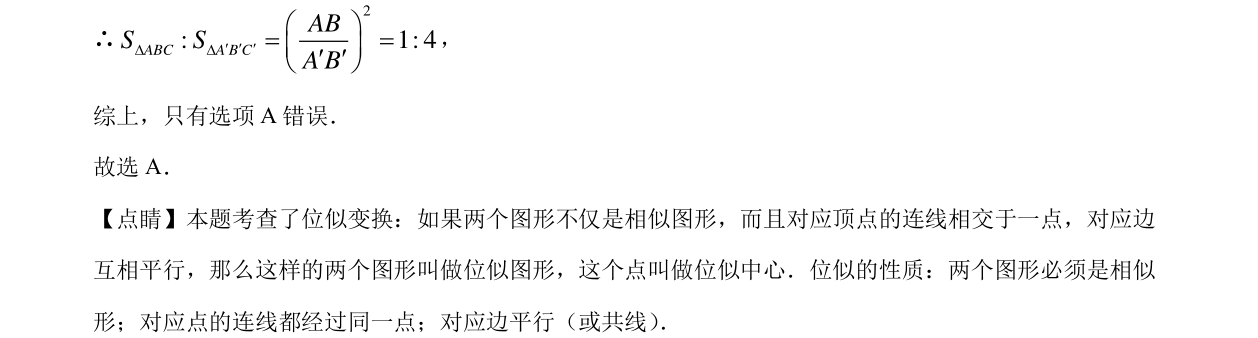 ∴ S_{ΔABC} : S_{ΔA′B′C′} = (AB/A′B′)² = 1 : 4，
综上，只有选项 A 错误．
故选 A．
【点睛】本题考查了位似变换：如果两个图形不仅是相似图形，而且对应顶点的连线相交于一点，对应边
互相平行，那么这样的两个图形叫做位似图形，这个点叫做位似中心．位似的性质：两个图形必须是相似
形；对应点的连线都经过同一点；对应边平行（或共线）．